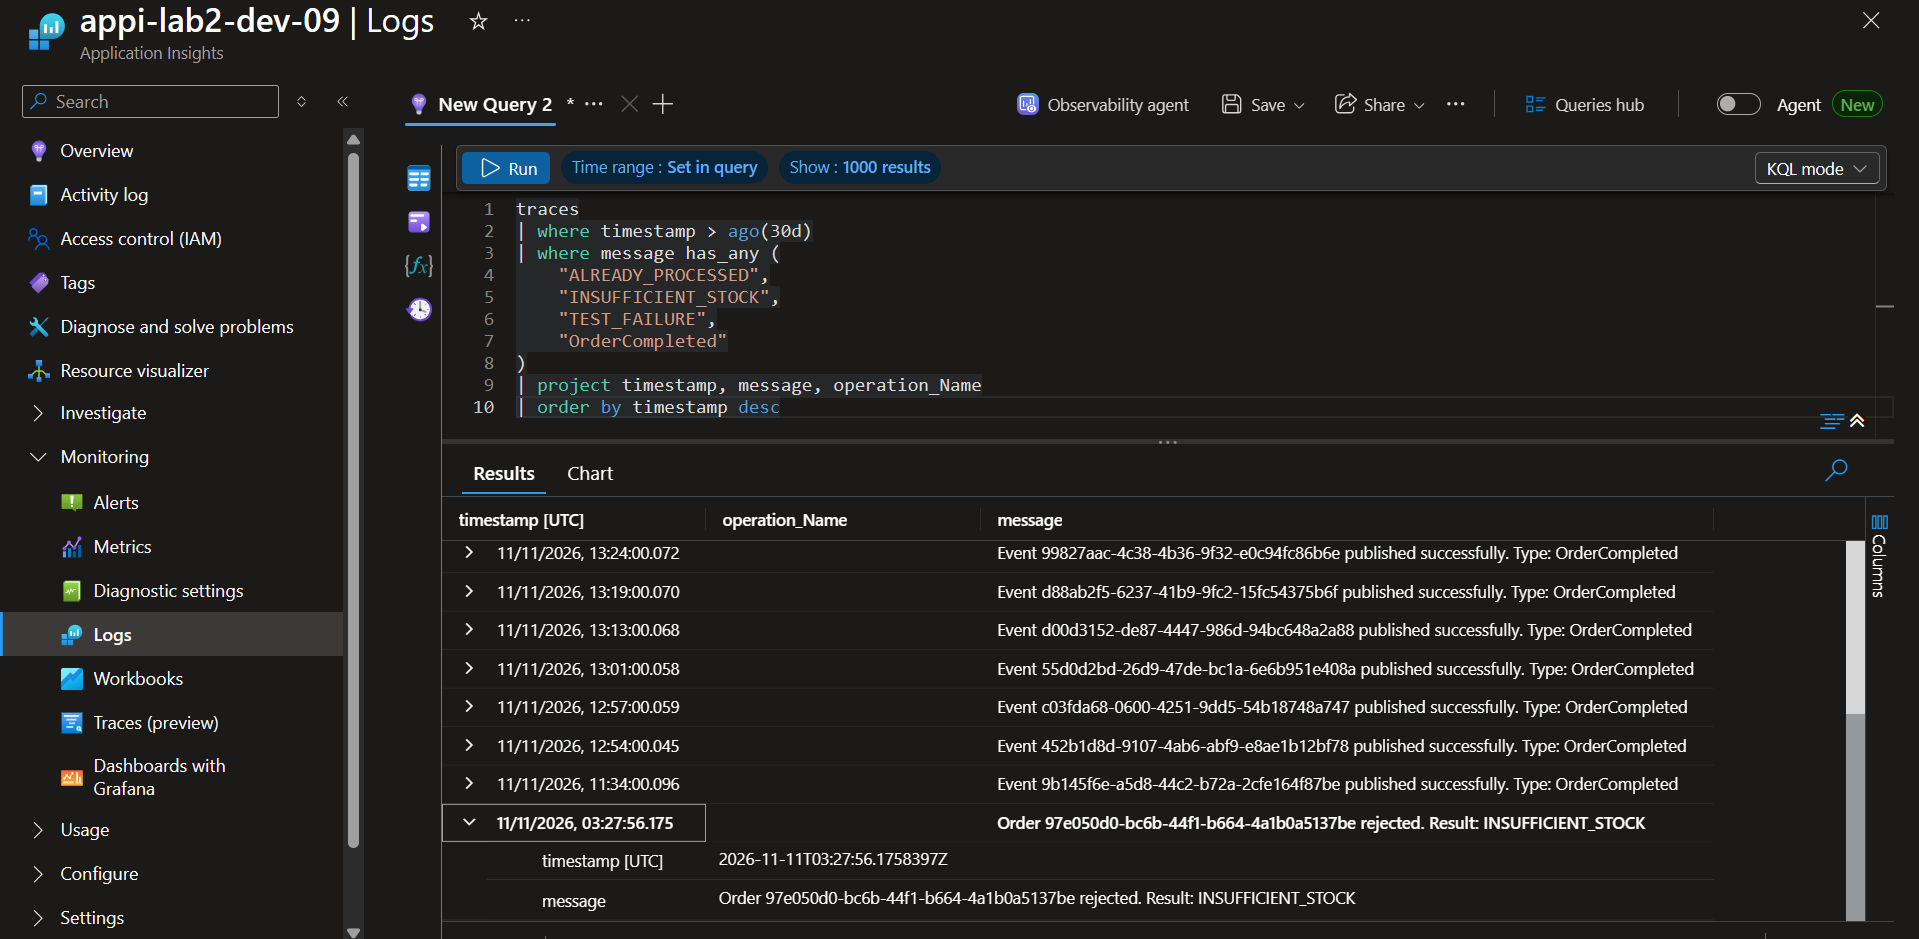 appi-lab2-dev-09 | Logs
Application Insights
Search
Overview
Activity log
Access control (IAM)
Tags
Diagnose and solve problems
Resource visualizer
Investigate
Monitoring
Alerts
Metrics
Diagnostic settings
Logs
Workbooks
Traces (preview)
Dashboards with
Grafana
Usage
Configure
Settings
New Query 2 *
Observability agent
Save
Share
Queries hub
Agent
New
Run
Time range : Set in query
Show : 1000 results
KQL mode
1 traces
2 | where timestamp > ago(30d)
3 | where message has_any (
4 "ALREADY_PROCESSED",
5 "INSUFFICIENT_STOCK",
6 "TEST_FAILURE",
7 "OrderCompleted"
8 )
9 | project timestamp, message, operation_Name
10 | order by timestamp desc
Results Chart
timestamp [UTC] operation_Name message
11/11/2026, 13:24:00.072 Event 99827aac-4c38-4b36-9f32-e0c94fc86b6e published successfully. Type: OrderCompleted
11/11/2026, 13:19:00.070 Event d88ab2f5-6237-41b9-9fc2-15fc54375b6f published successfully. Type: OrderCompleted
11/11/2026, 13:13:00.068 Event d00d3152-de87-4447-986d-94bc648a2a88 published successfully. Type: OrderCompleted
11/11/2026, 13:01:00.058 Event 55d0d2bd-26d9-47de-bc1a-6e6b951e408a published successfully. Type: OrderCompleted
11/11/2026, 12:57:00.059 Event c03fda68-0600-4251-9dd5-54b18748a747 published successfully. Type: OrderCompleted
11/11/2026, 12:54:00.045 Event 452b1d8d-9107-4ab6-abf9-e8ae1b12bf78 published successfully. Type: OrderCompleted
11/11/2026, 11:34:00.096 Event 9b145f6e-a5d8-44c2-b72a-2cfe164f87be published successfully. Type: OrderCompleted
11/11/2026, 03:27:56.175 Order 97e050d0-bc6b-44f1-b664-4a1b0a5137be rejected. Result: INSUFFICIENT_STOCK
timestamp [UTC] 2026-11-11T03:27:56.1758397Z
message Order 97e050d0-bc6b-44f1-b664-4a1b0a5137be rejected. Result: INSUFFICIENT_STOCK
Columns